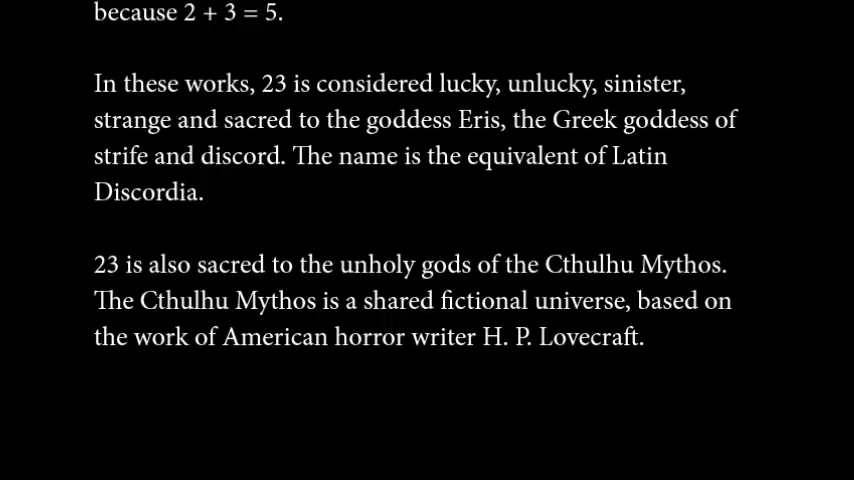 because 2 + 3 = 5.
In these works, 23 is considered lucky, unlucky, sinister,
strange and sacred to the goddess Eris, the Greek goddess of
strife and discord. The name is the equivalent of Latin
Discordia.
23 is also sacred to the unholy gods of the Cthulhu Mythos.
The Cthulhu Mythos is a shared fictional universe, based on
the work of American horror writer H. P. Lovecraft.